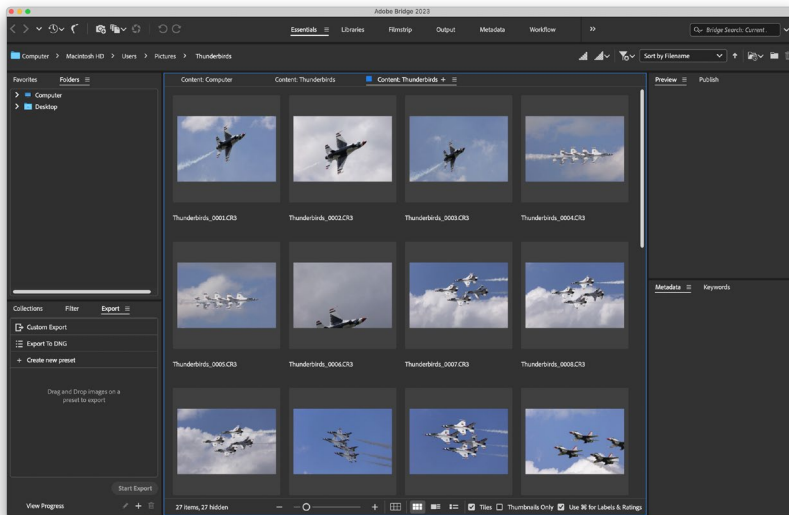 Adobe Bridge 2023
Essentials
Libraries
Filmstrip
Output
Metadata
Workflow
»
Bridge Search: Current
Computer > Macintosh HD > Users > Pictures > Thunderbirds
Sort by Filename
Favorites
Folders
Computer
Desktop
Content: Computer
Content: Thunderbirds
Content: Thunderbirds +
Preview
Publish
Thunderbirds_0001.CR3
Thunderbirds_0002.CR3
Thunderbirds_0003.CR3
Thunderbirds_0004.CR3
Metadata
Keywords
Collections
Filter
Export
Custom Export
Export To DNG
+ Create new preset
Drag and Drop images on a
preset to export
Thunderbirds_0005.CR3
Thunderbirds_0006.CR3
Thunderbirds_0007.CR3
Thunderbirds_0008.CR3
Start Export
View Progress
27 items, 27 hidden
Tiles
Thumbnails Only
Use ⌘ for Labels & Ratings